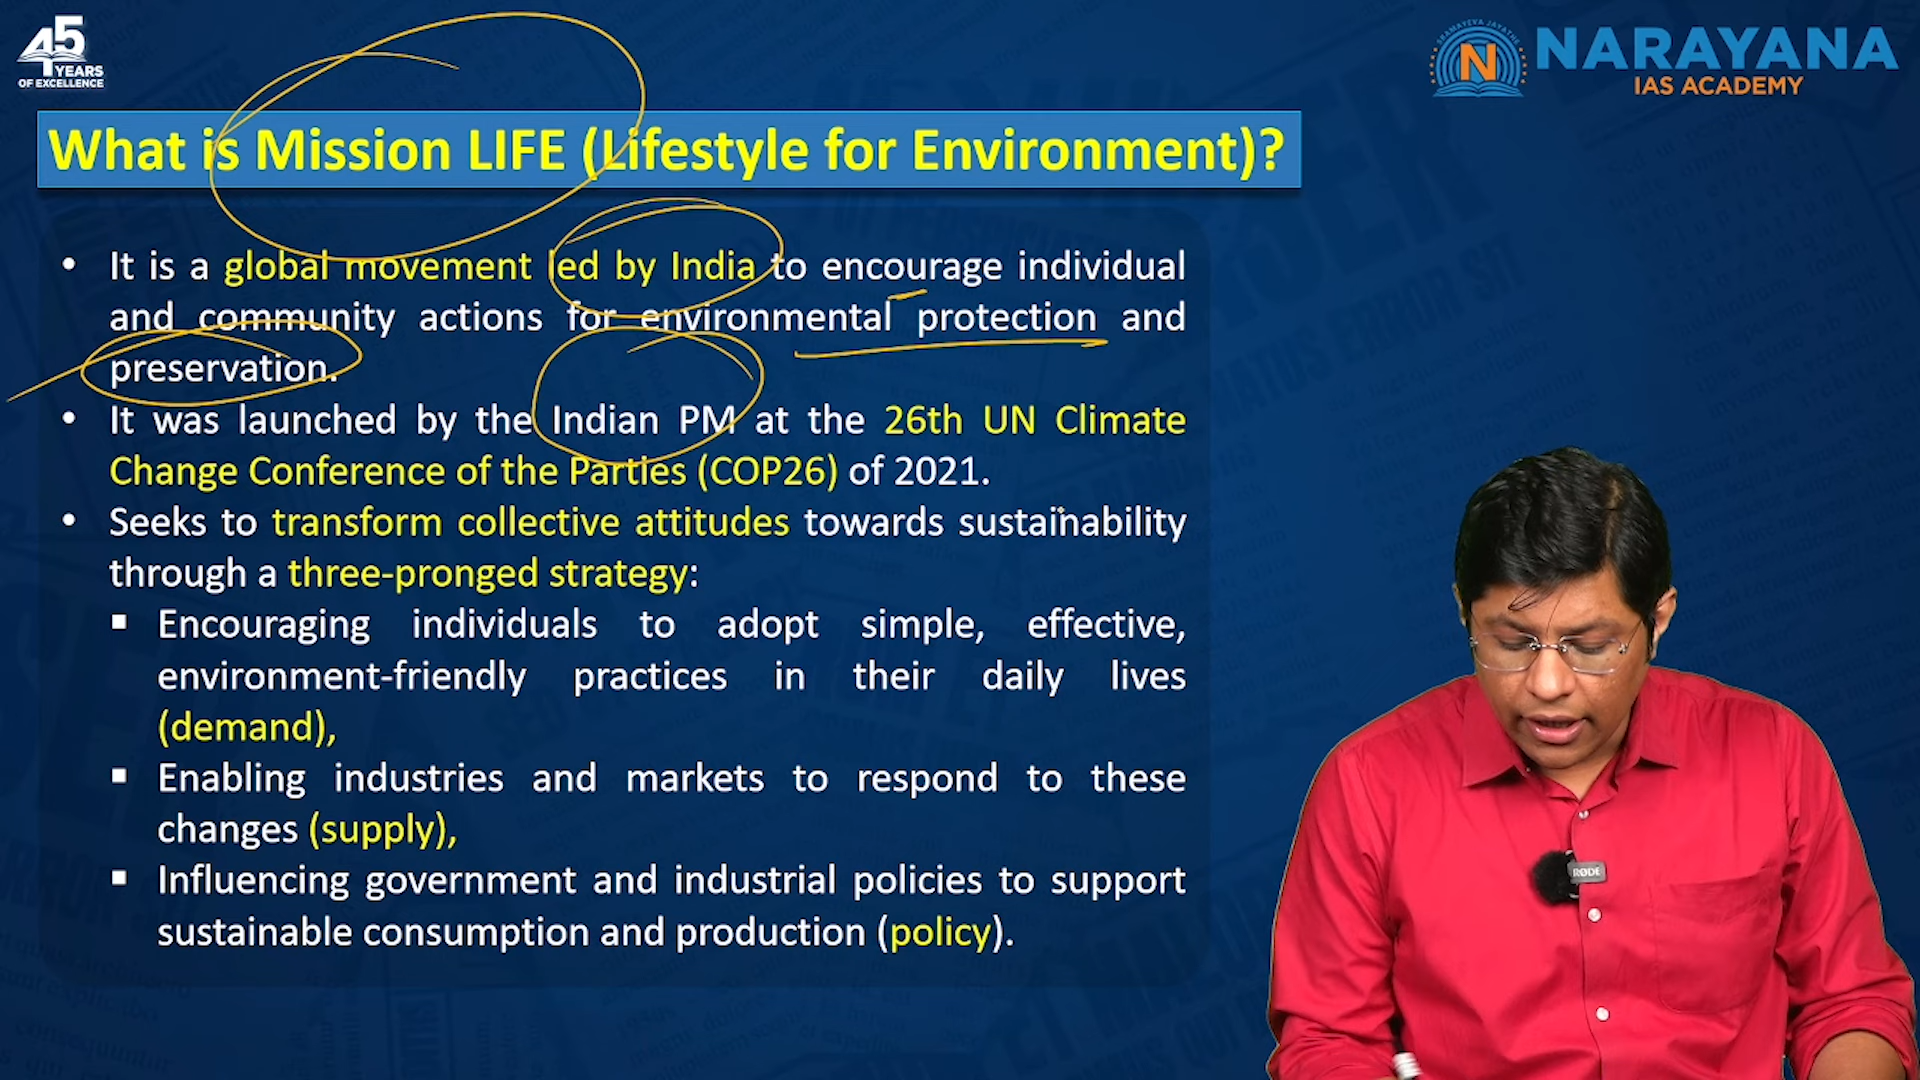 45
YEARS
OF EXCELLENCE
NARAYANA
IAS ACADEMY
What is Mission LIFE (Lifestyle for Environment)?
• It is a global movement led by India to encourage individual
and community actions for environmental protection and
preservation.
• It was launched by the Indian PM at the 26th UN Climate
Change Conference of the Parties (COP26) of 2021.
• Seeks to transform collective attitudes towards sustainability
through a three-pronged strategy:
▪ Encouraging individuals to adopt simple, effective,
environment-friendly practices in their daily lives
(demand),
▪ Enabling industries and markets to respond to these
changes (supply),
▪ Influencing government and industrial policies to support
sustainable consumption and production (policy).
RØDE